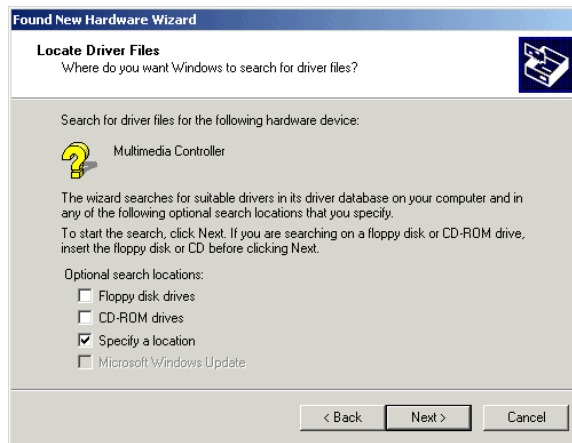 Found New Hardware Wizard
Locate Driver Files
Where do you want Windows to search for driver files?
Search for driver files for the following hardware device:
Multimedia Controller
The wizard searches for suitable drivers in its driver database on your computer and in
any of the following optional search locations that you specify.
To start the search, click Next. If you are searching on a floppy disk or CD-ROM drive,
insert the floppy disk or CD before clicking Next.
Optional search locations:
Floppy disk drives
CD-ROM drives
Specify a location
Microsoft Windows Update
< Back Next > Cancel